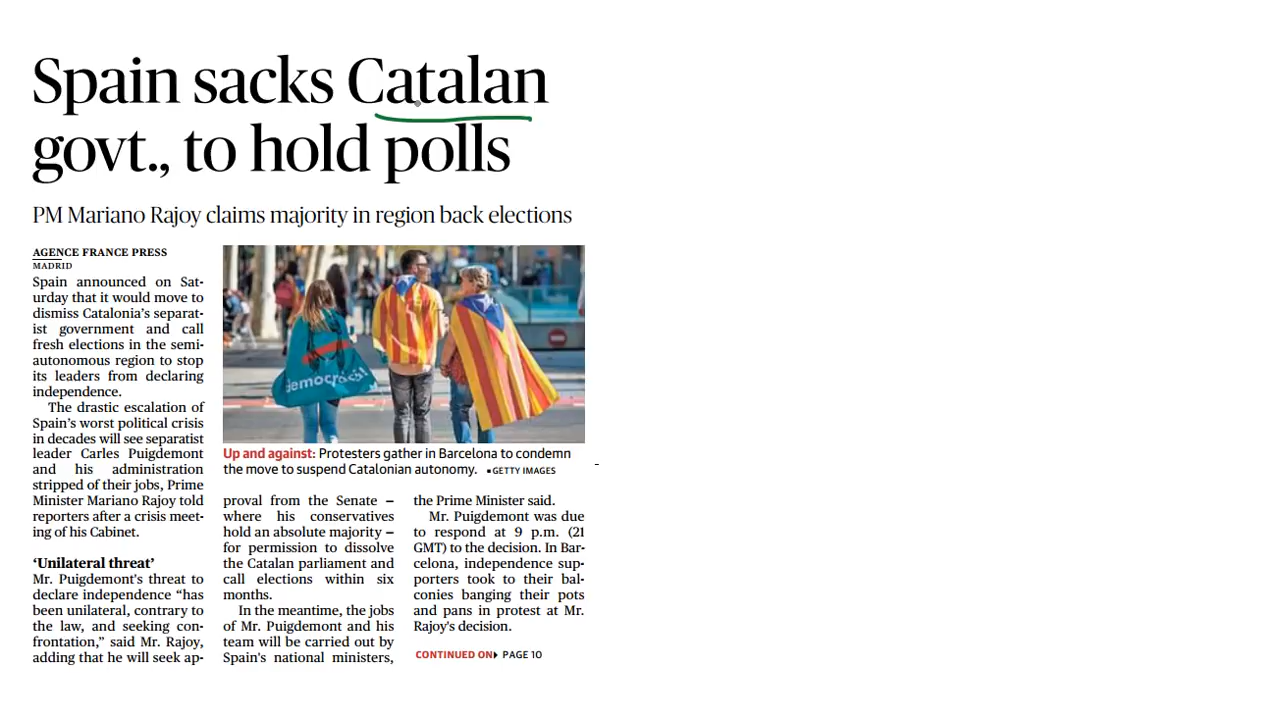 Spain sacks Catalan
govt., to hold polls
PM Mariano Rajoy claims majority in region back elections
AGENCE FRANCE PRESS
MADRID
Spain announced on Sat-
urday that it would move to
dismiss Catalonia's separat-
ist government and call
fresh elections in the semi-
autonomous region to stop
its leaders from declaring
independence.
The drastic escalation of
Spain's worst political crisis
in decades will see separatist
leader Carles Puigdemont
and his administration
stripped of their jobs, Prime
Minister Mariano Rajoy told
reporters after a crisis meet-
ing of his Cabinet.
‘Unilateral threat’
Mr. Puigdemont's threat to
declare independence “has
been unilateral, contrary to
the law, and seeking con-
frontation,” said Mr. Rajoy,
adding that he will seek ap-
democràcia!
Up and against: Protesters gather in Barcelona to condemn
the move to suspend Catalonian autonomy. ▪GETTY IMAGES
proval from the Senate –
where his conservatives
hold an absolute majority –
for permission to dissolve
the Catalan parliament and
call elections within six
months.
In the meantime, the jobs
of Mr. Puigdemont and his
team will be carried out by
Spain's national ministers,
the Prime Minister said.
Mr. Puigdemont was due
to respond at 9 p.m. (21
GMT) to the decision. In Bar-
celona, independence sup-
porters took to their bal-
conies banging their pots
and pans in protest at Mr.
Rajoy's decision.
CONTINUED ON▸ PAGE 10